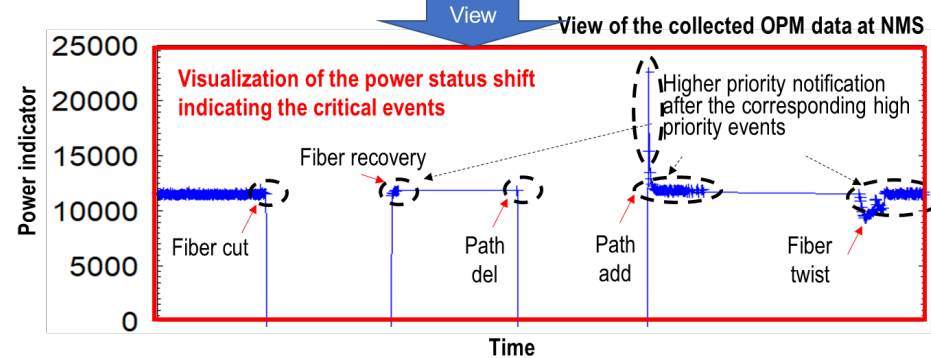 View
View of the collected OPM data at NMS
25000
20000
15000
10000
5000
0
Power indicator
Visualization of the power status shift
indicating the critical events
Higher priority notification
after the corresponding high
priority events
Fiber recovery
Fiber cut
Path
del
Path
add
Fiber
twist
Time